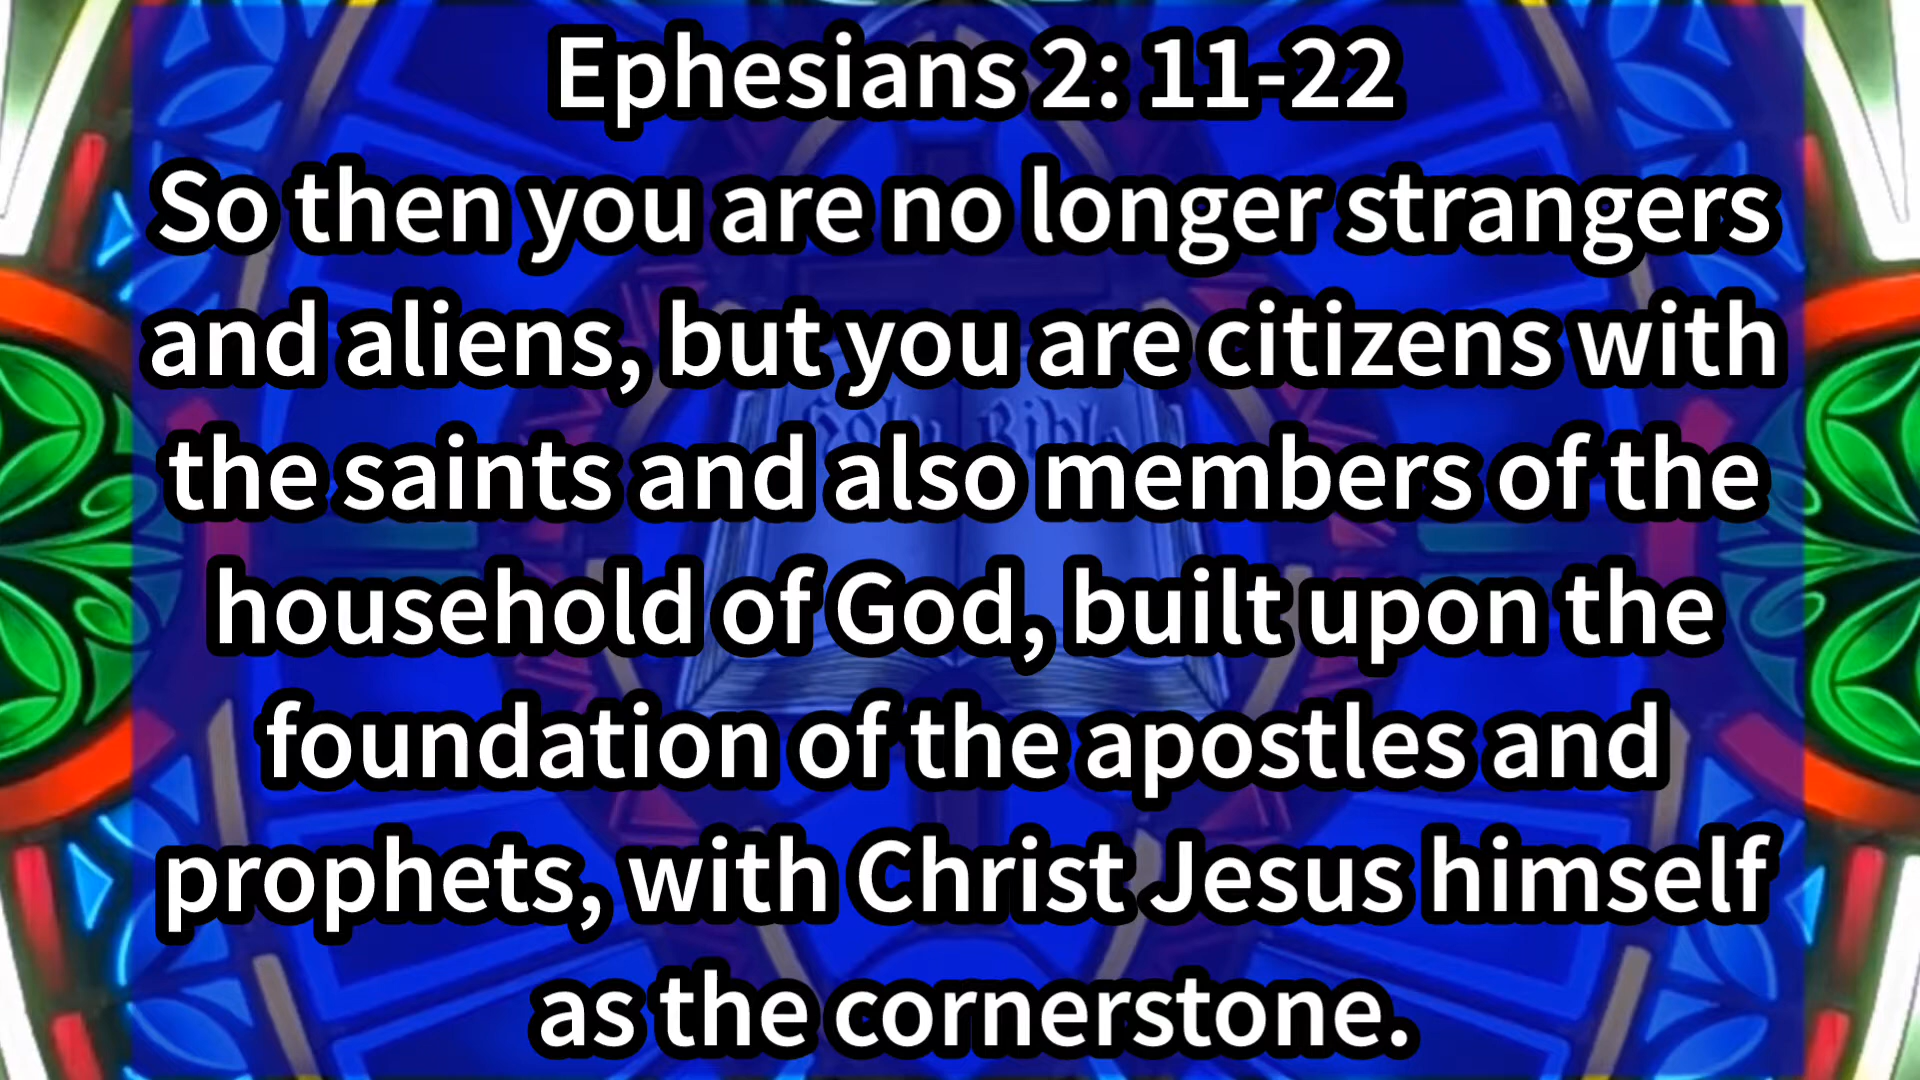 Ephesians 2: 11-22
So then you are no longer strangers
and aliens, but you are citizens with
the saints and also members of the
household of God, built upon the
foundation of the apostles and
prophets, with Christ Jesus himself
as the cornerstone.
Holy Bible